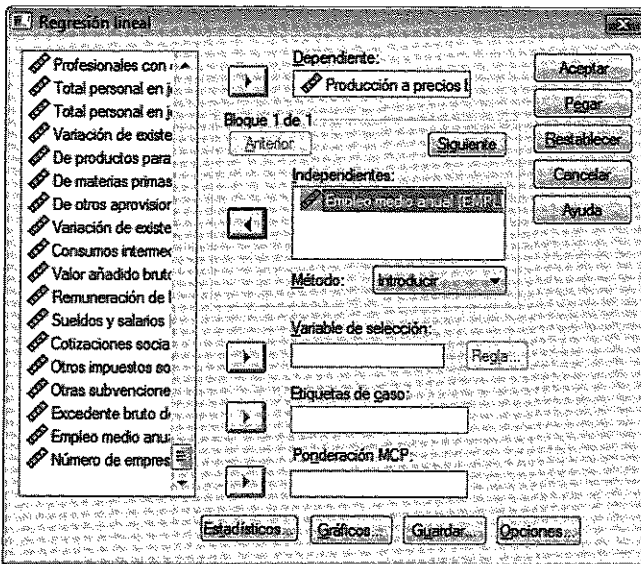 Regresión lineal
Profesionales con
Total personal en j
Total personal en j
Variación de existe
De productos para
De materias primas
De otros aprovision
Variación de existe
Consumos intermed
Valor añadido bruto
Remuneración de l
Sueldos y salarios
Cotizaciones socia
Otros impuestos so
Otras subvencione
Excedente bruto d
Empleo medio anu
Número de empres
Dependiente:
Producción a precios
Bloque 1 de 1
Anterior
Siguiente
Independientes:
Empleo medio anual [EMPL
Método:
Introducir
Variable de selección:
Regla...
Etiquetas de caso:
Ponderación MCP:
Estadísticos...
Gráficos...
Guardar...
Opciones...
Aceptar
Pegar
Restablecer
Cancelar
Ayuda